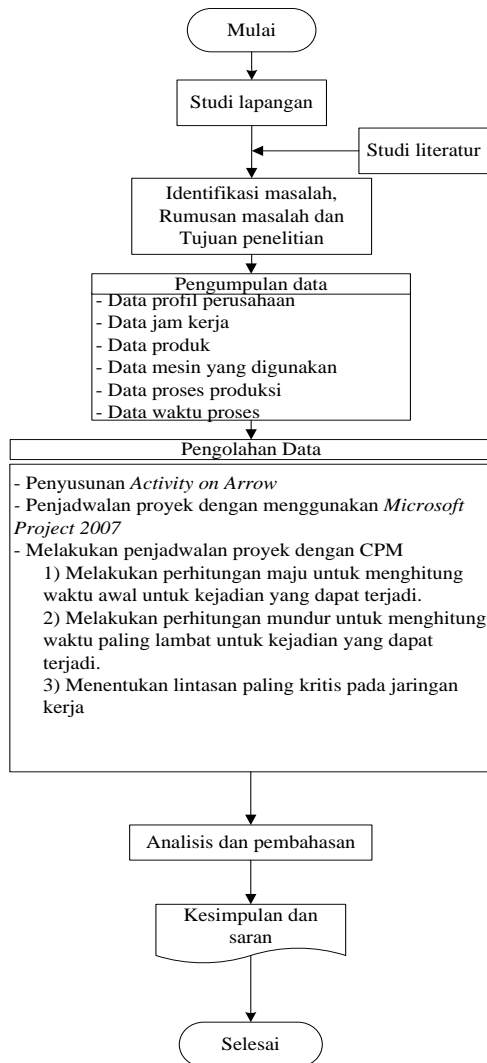 Mulai
Studi lapangan
Studi literatur
Identifikasi masalah,
Rumusan masalah dan
Tujuan penelitian
Pengumpulan data
- Data profil perusahaan
- Data jam kerja
- Data produk
- Data mesin yang digunakan
- Data proses produksi
- Data waktu proses
Pengolahan Data
- Penyusunan Activity on Arrow
- Penjadwalan proyek dengan menggunakan Microsoft
Project 2007
- Melakukan penjadwalan proyek dengan CPM
1) Melakukan perhitungan maju untuk menghitung
waktu awal untuk kejadian yang dapat terjadi.
2) Melakukan perhitungan mundur untuk menghitung
waktu paling lambat untuk kejadian yang dapat
terjadi.
3) Menentukan lintasan paling kritis pada jaringan
kerja
Analisis dan pembahasan
Kesimpulan dan
saran
Selesai